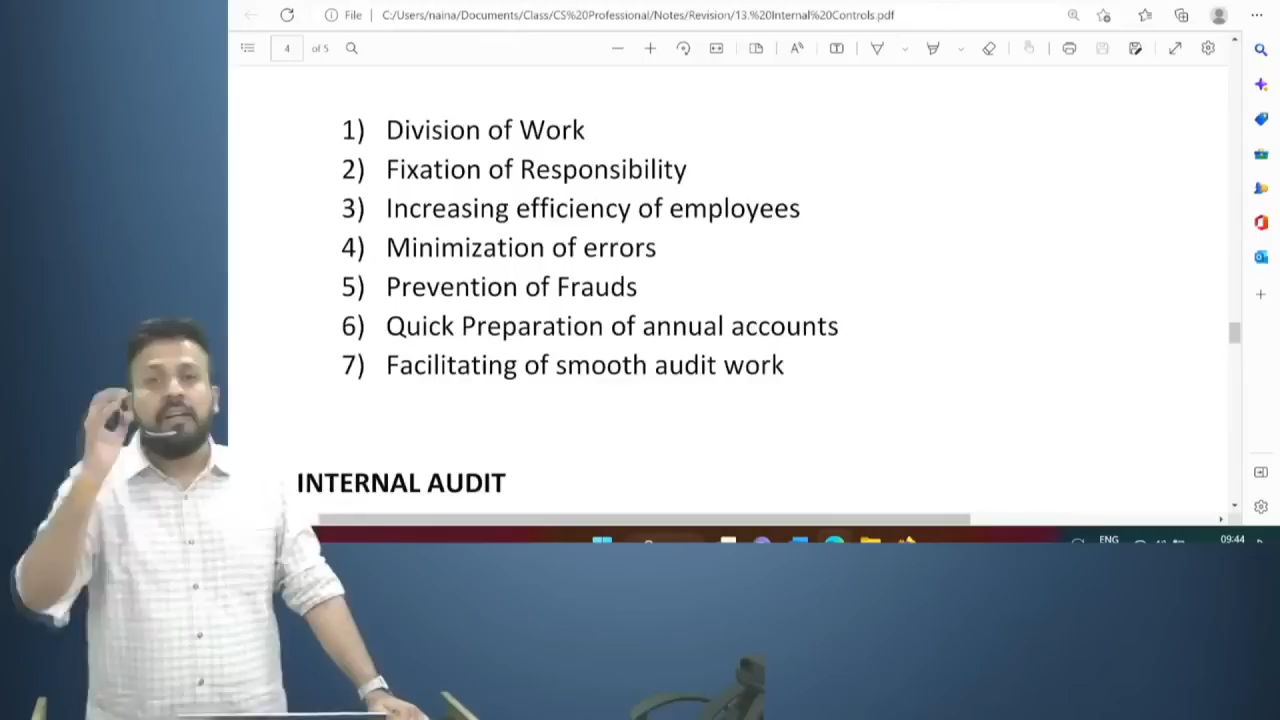 File
C:/Users/naina/Documents/Class/CS%20Professional/Notes/Revision/13.%20Internal%20Controls.pdf
4 of 5
1) Division of Work
2) Fixation of Responsibility
3) Increasing efficiency of employees
4) Minimization of errors
5) Prevention of Frauds
6) Quick Preparation of annual accounts
7) Facilitating of smooth audit work
INTERNAL AUDIT
ENG
09:44